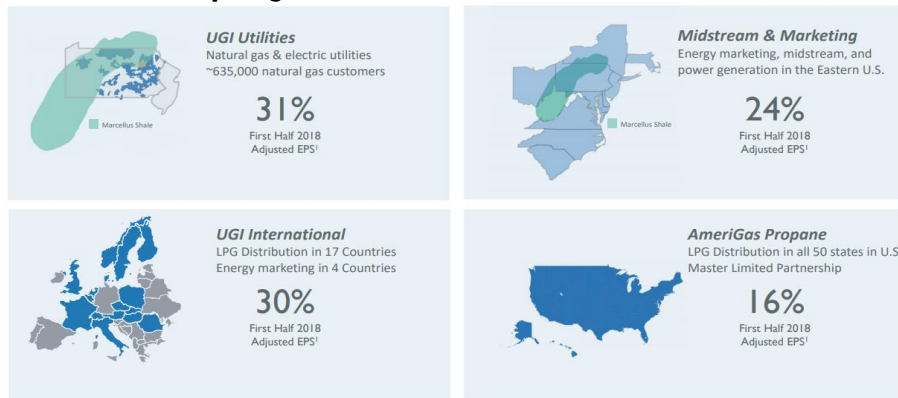 UGI Utilities
Natural gas & electric utilities
~635,000 natural gas customers
31%
First Half 2018
Adjusted EPS¹
Marcellus Shale
Midstream & Marketing
Energy marketing, midstream, and
power generation in the Eastern U.S.
24%
First Half 2018
Adjusted EPS¹
Marcellus Shale
UGI International
LPG Distribution in 17 Countries
Energy marketing in 4 Countries
30%
First Half 2018
Adjusted EPS¹
AmeriGas Propane
LPG Distribution in all 50 states in U.S
Master Limited Partnership
16%
First Half 2018
Adjusted EPS¹